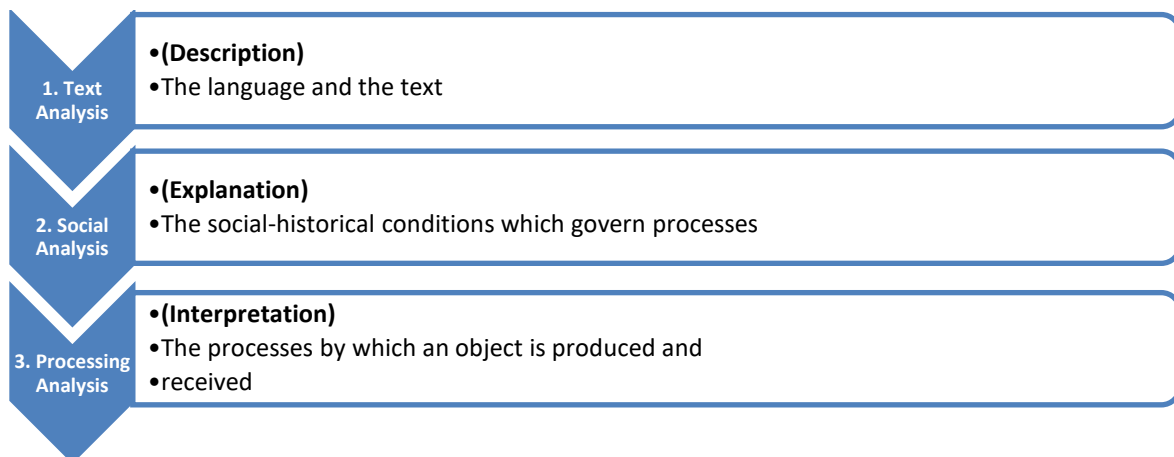 1. Text
Analysis
•(Description)
•The language and the text
2. Social
Analysis
•(Explanation)
•The social-historical conditions which govern processes
3. Processing
Analysis
•(Interpretation)
•The processes by which an object is produced and
•received